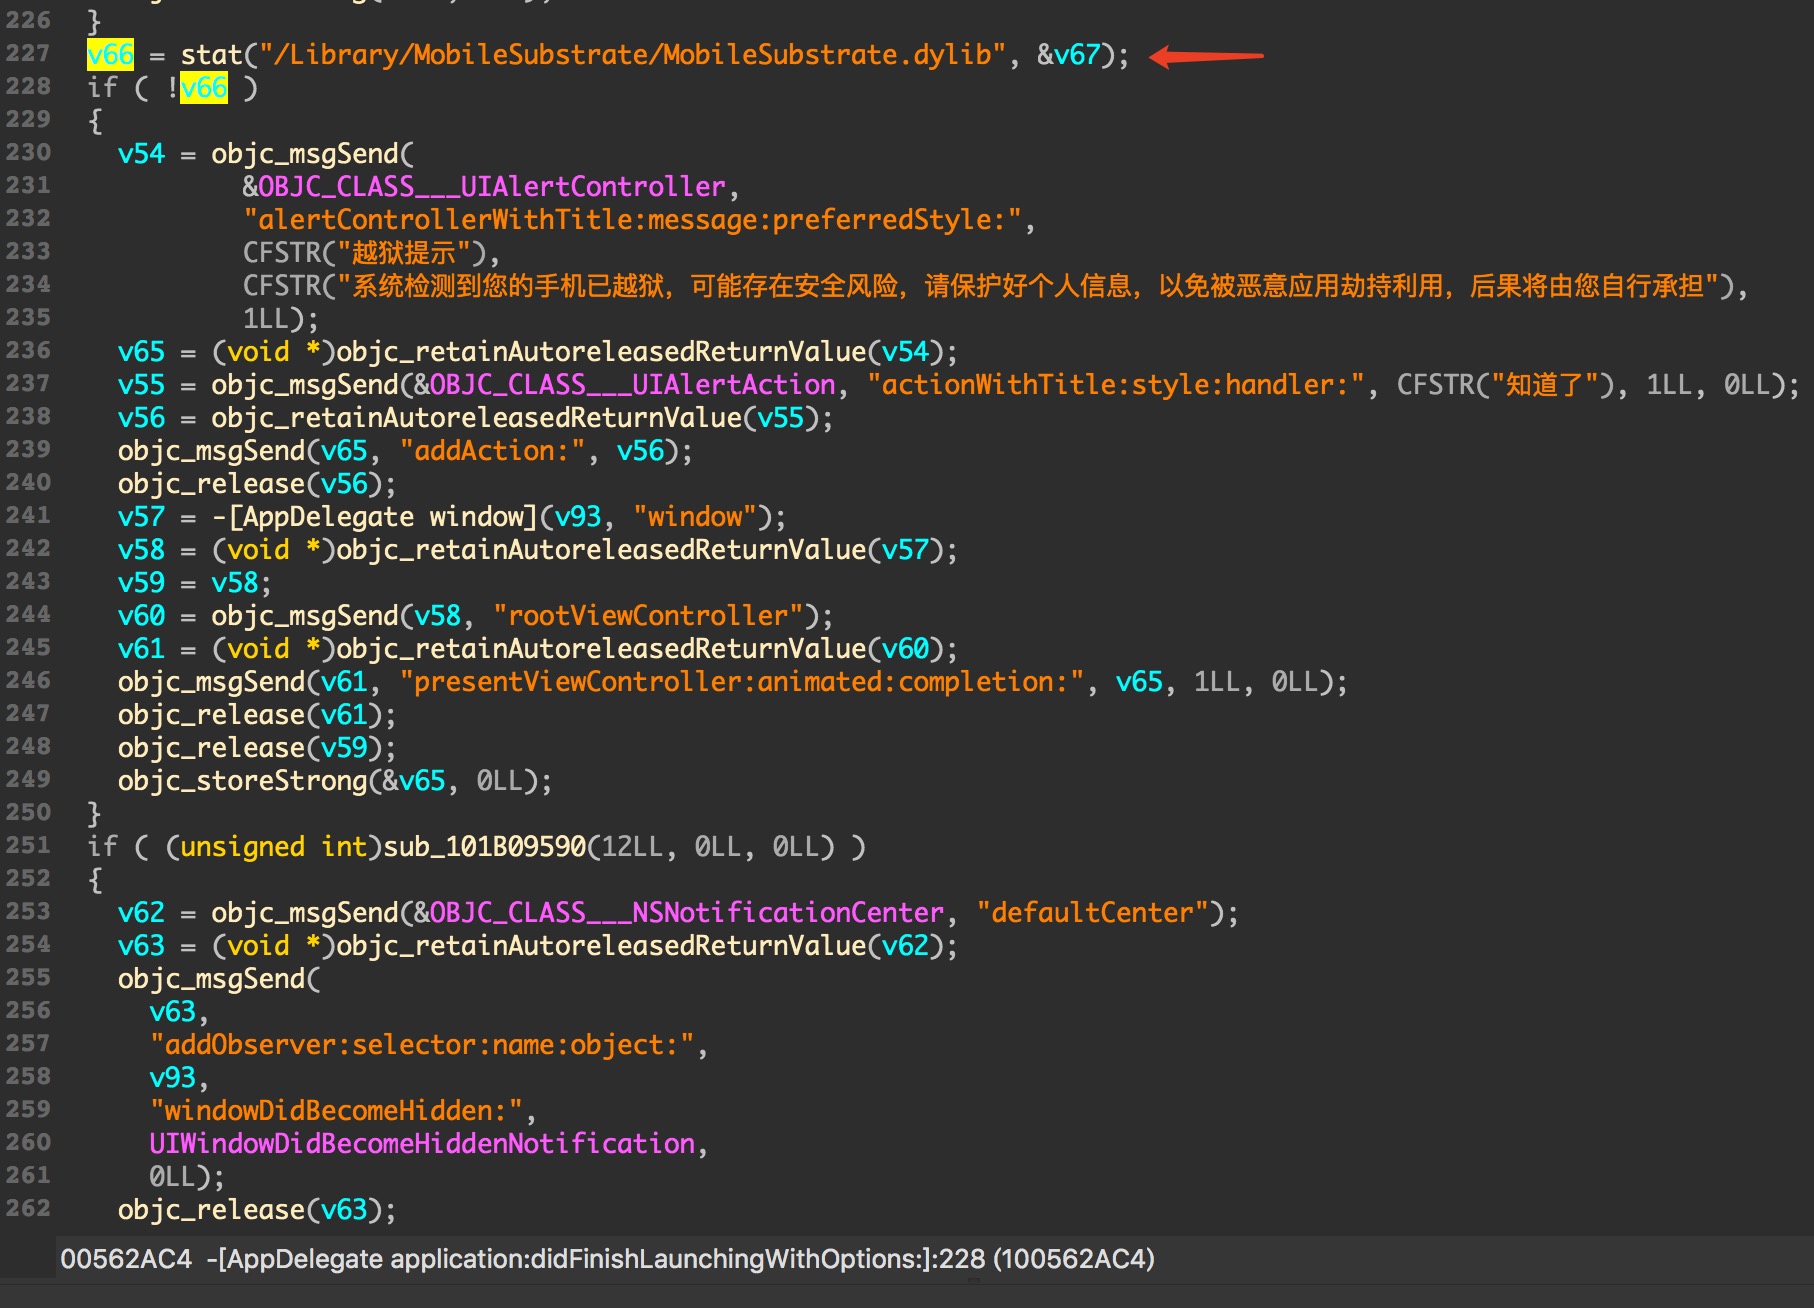 226 }
227 v66 = stat("/Library/MobileSubstrate/MobileSubstrate.dylib", &v67);
228 if ( !v66 )
229 {
230 v54 = objc_msgSend(
231 &OBJC_CLASS___UIAlertController,
232 "alertControllerWithTitle:message:preferredStyle:",
233 CFSTR("越狱提示"),
234 CFSTR("系统检测到您的手机已越狱，可能存在安全风险，请保护好个人信息，以免被恶意应用劫持利用，后果将由您自行承担"),
235 1LL);
236 v65 = (void *)objc_retainAutoreleasedReturnValue(v54);
237 v55 = objc_msgSend(&OBJC_CLASS___UIAlertAction, "actionWithTitle:style:handler:", CFSTR("知道了"), 1LL, 0LL);
238 v56 = objc_retainAutoreleasedReturnValue(v55);
239 objc_msgSend(v65, "addAction:", v56);
240 objc_release(v56);
241 v57 = -[AppDelegate window](v93, "window");
242 v58 = (void *)objc_retainAutoreleasedReturnValue(v57);
243 v59 = v58;
244 v60 = objc_msgSend(v58, "rootViewController");
245 v61 = (void *)objc_retainAutoreleasedReturnValue(v60);
246 objc_msgSend(v61, "presentViewController:animated:completion:", v65, 1LL, 0LL);
247 objc_release(v61);
248 objc_release(v59);
249 objc_storeStrong(&v65, 0LL);
250 }
251 if ( (unsigned int)sub_101B09590(12LL, 0LL, 0LL) )
252 {
253 v62 = objc_msgSend(&OBJC_CLASS___NSNotificationCenter, "defaultCenter");
254 v63 = (void *)objc_retainAutoreleasedReturnValue(v62);
255 objc_msgSend(
256 v63,
257 "addObserver:selector:name:object:",
258 v93,
259 "windowDidBecomeHidden:",
260 UIWindowDidBecomeHiddenNotification,
261 0LL);
262 objc_release(v63);
00562AC4 -[AppDelegate application:didFinishLaunchingWithOptions:]:228 (100562AC4)